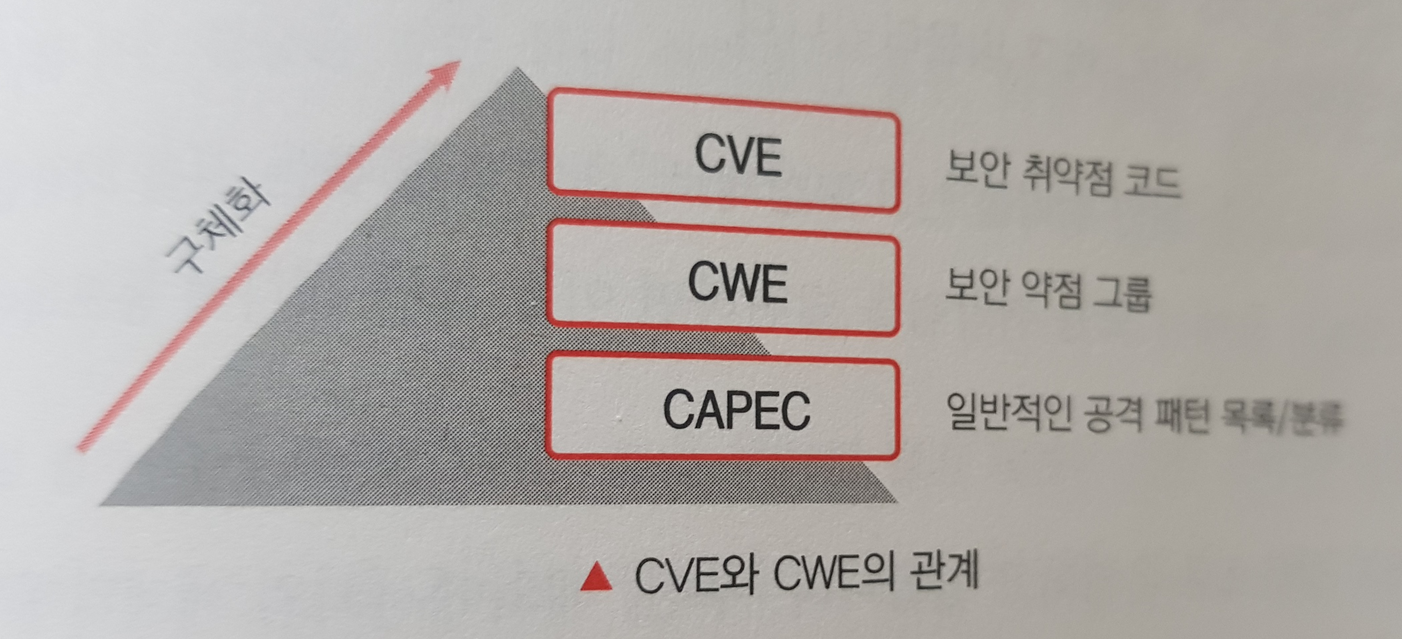 구체화
CVE
보안 취약점 코드
CWE
보안 약점 그룹
CAPEC
일반적인 공격 패턴 목록/분류
▲ CVE와 CWE의 관계